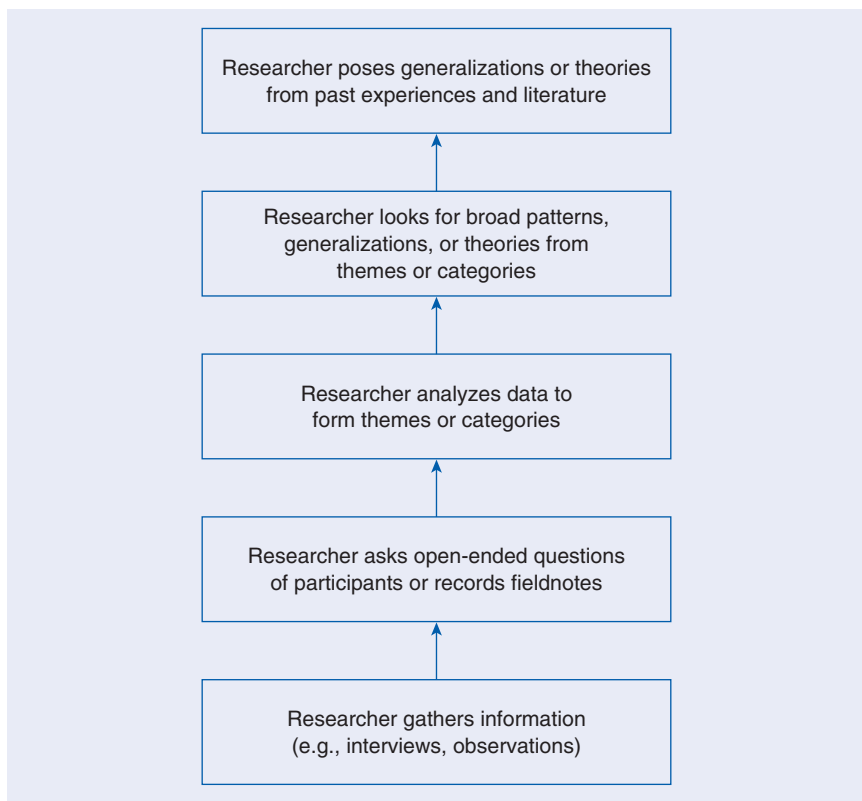 Researcher poses generalizations or theories
from past experiences and literature
Researcher looks for broad patterns,
generalizations, or theories from
themes or categories
Researcher analyzes data to
form themes or categories
Researcher asks open-ended questions
of participants or records fieldnotes
Researcher gathers information
(e.g., interviews, observations)